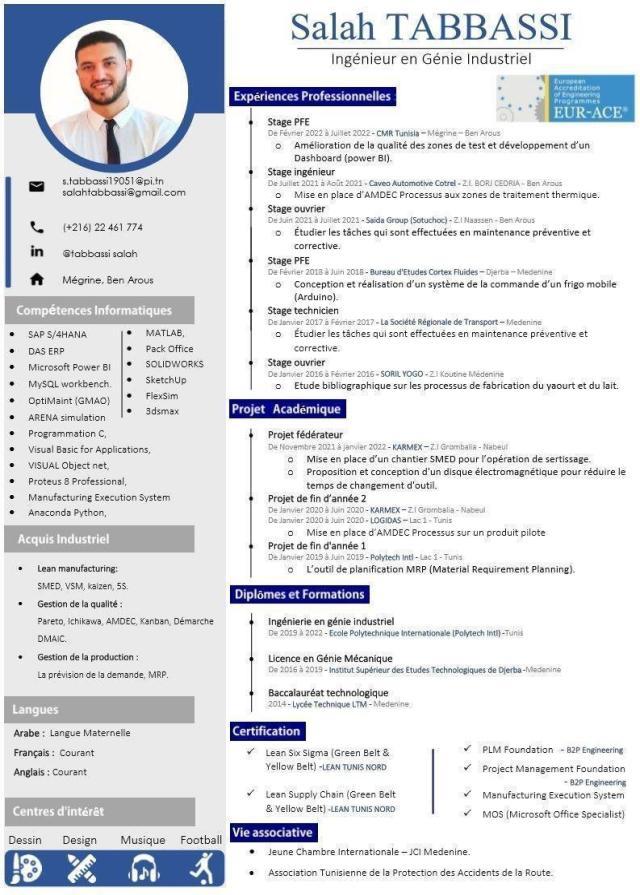 Salah TABBASSI
Ingénieur en Génie Industriel
European
Accreditation
of Engineering
Programmes
EUR-ACE®
s.tabbassi19051@pi.tn
salahtabbassi@gmail.com
(+216) 22 461 774
@tabbassi salah
Mégrine, Ben Arous
Compétences Informatiques
SAP S/4HANA
DAS ERP
Microsoft Power BI
MySQL workbench.
OptiMaint (GMAO)
ARENA simulation
Programmation C,
Visual Basic for Applications,
VISUAL Object net,
Proteus 8 Professional,
Manufacturing Execution System
Anaconda Python,
MATLAB,
Pack Office
SOLIDWORKS
SketchUp
FlexSim
3dsmax
Acquis Industriel
Lean manufacturing:
SMED, VSM, kaizen, 5S.
Gestion de la qualité :
Pareto, Ichikawa, AMDEC, Kanban, Démarche
DMAIC.
Gestion de la production :
La prévision de la demande, MRP.
Langues
Arabe : Langue Maternelle
Français : Courant
Anglais : Courant
Centres d'intérêt
Dessin Design Musique Football
Expériences Professionnelles :
Stage PFE
De Février 2022 à Juillet 2022 - CMR Tunisia – Mégrine – Ben Arous
o Amélioration de la qualité des zones de test et développement d'un
Dashboard (power BI).
Stage ingénieur
De Juillet 2021 à Août 2021 - Caveo Automotive Cotrel - Z.I. BORJ CEDRIA - Ben Arous
o Mise en place d'AMDEC Processus aux zones de traitement thermique.
Stage ouvrier
De Juin 2021 à Juillet 2021 - Saida Group (Sotuchoc) - Z.I Naassen - Ben Arous
o Étudier les tâches qui sont effectuées en maintenance préventive et
corrective.
Stage PFE
De Février 2018 à Juin 2018 - Bureau d'Etudes Cortex Fluides – Djerba – Medenine
o Conception et réalisation d'un système de la commande d'un frigo mobile
(Arduino).
Stage technicien
De Janvier 2017 à Février 2017 - La Société Régionale de Transport – Medenine
o Étudier les tâches qui sont effectuées en maintenance préventive et
corrective.
Stage ouvrier
De Janvier 2016 à Février 2016 - SORIL YOGO - Z.I Koutine Médenine
o Etude bibliographique sur les processus de fabrication du yaourt et du lait.
Projet Académique
Projet fédérateur
De Novembre 2021 à janvier 2022 - KARMEX – Z.I Grombalia - Nabeul
o Mise en place d'un chantier SMED pour l'opération de sertissage.
o Proposition et conception d'un disque électromagnétique pour réduire le
temps de changement d'outil.
Projet de fin d'année 2
De Janvier 2020 à Juin 2020 - KARMEX – Z.I Grombalia - Nabeul
De Janvier 2020 à Juin 2020 - LOGIDAS – Lac 1 - Tunis
o Mise en place d'AMDEC Processus sur un produit pilote
Projet de fin d'année 1
De Janvier 2019 à Juin 2019 - Polytech Intl - Lac 1 - Tunis
o L'outil de planification MRP (Material Requirement Planning).
Diplômes et Formations
Ingénierie en génie industriel
De 2019 à 2022 - Ecole Polytechnique Internationale (Polytech Intl) -Tunis
Licence en Génie Mécanique
De 2016 à 2019 - Institut Supérieur des Etudes Technologiques de Djerba -Medenine
Baccalauréat technologique
2014 - Lycée Technique LTM - Medenine
Certification
Lean Six Sigma (Green Belt &
Yellow Belt) -LEAN TUNIS NORD
Lean Supply Chain (Green Belt
& Yellow Belt) -LEAN TUNIS NORD
PLM Foundation - B2P Engineering
Project Management Foundation
- B2P Engineering
Manufacturing Execution System
MOS (Microsoft Office Specialist)
Vie associative
Jeune Chambre Internationale – JCI Medenine.
Association Tunisienne de la Protection des Accidents de la Route.